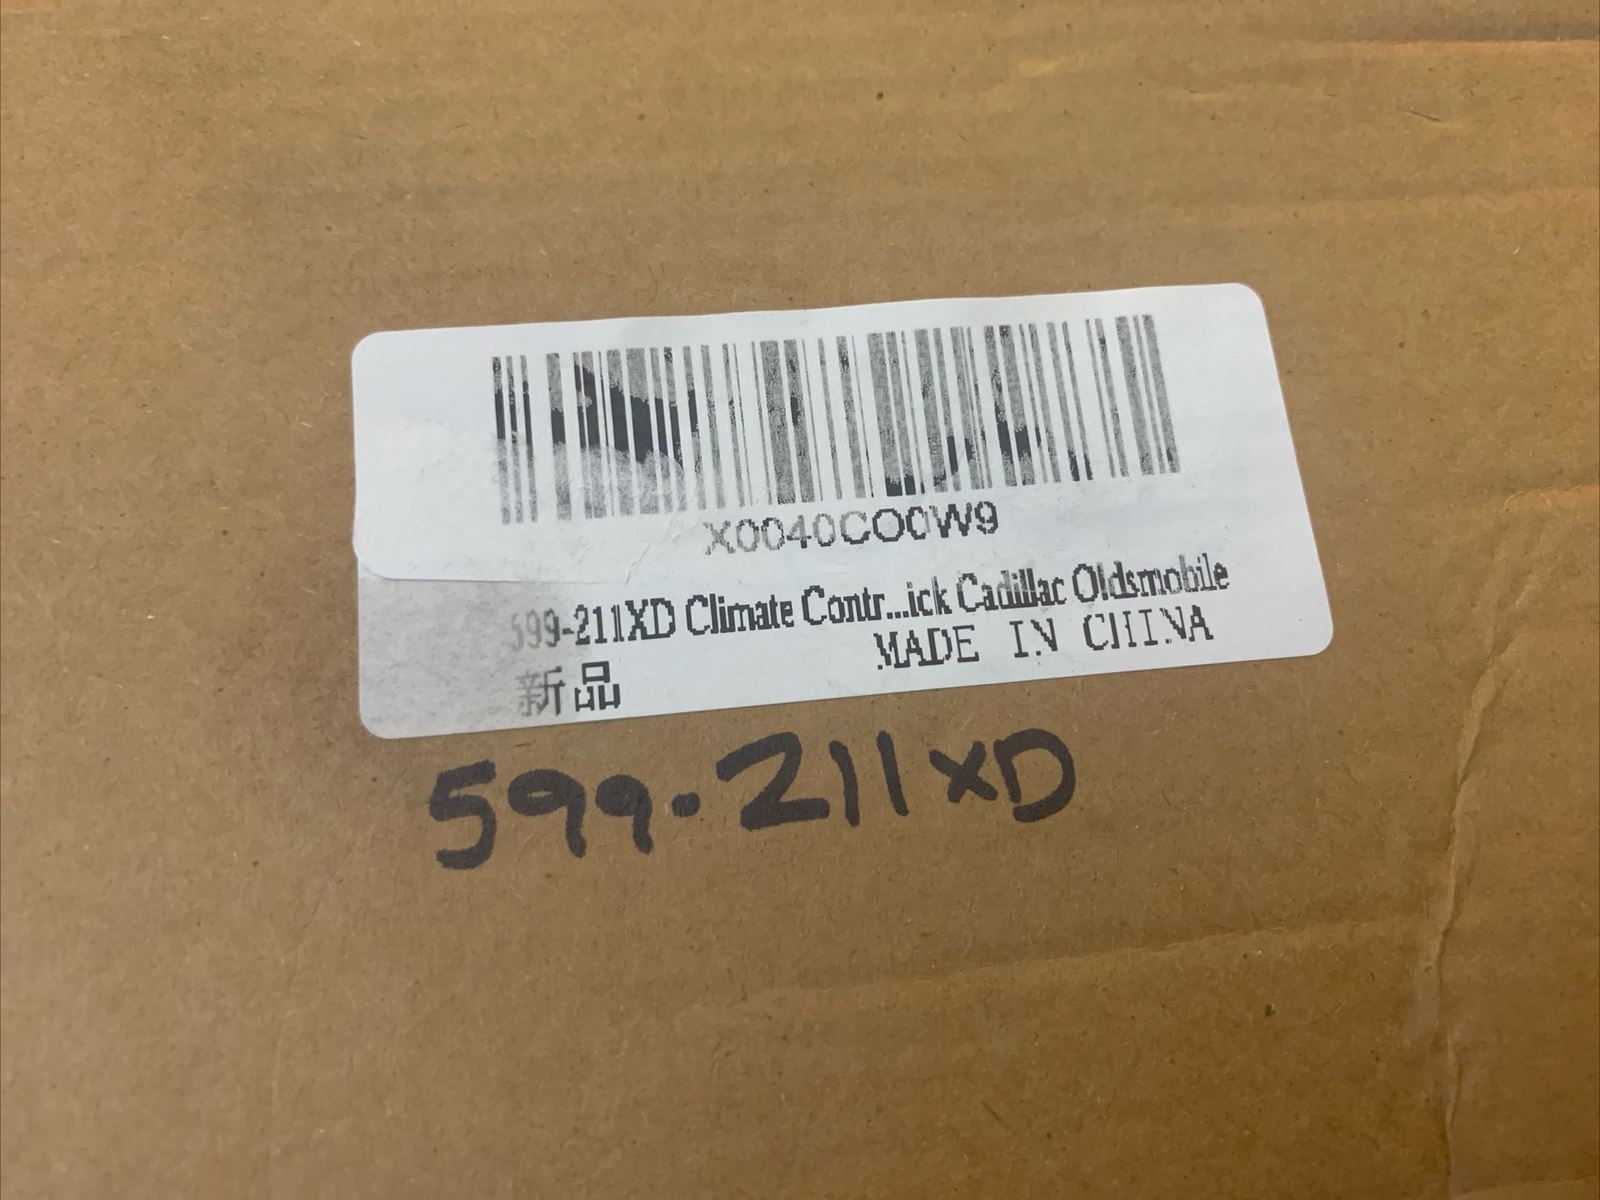 X0040CO0W9
599-211XD Climate Contr...ick Cadillac Oldsmobile
MADE IN CHINA
新品
599-211XD